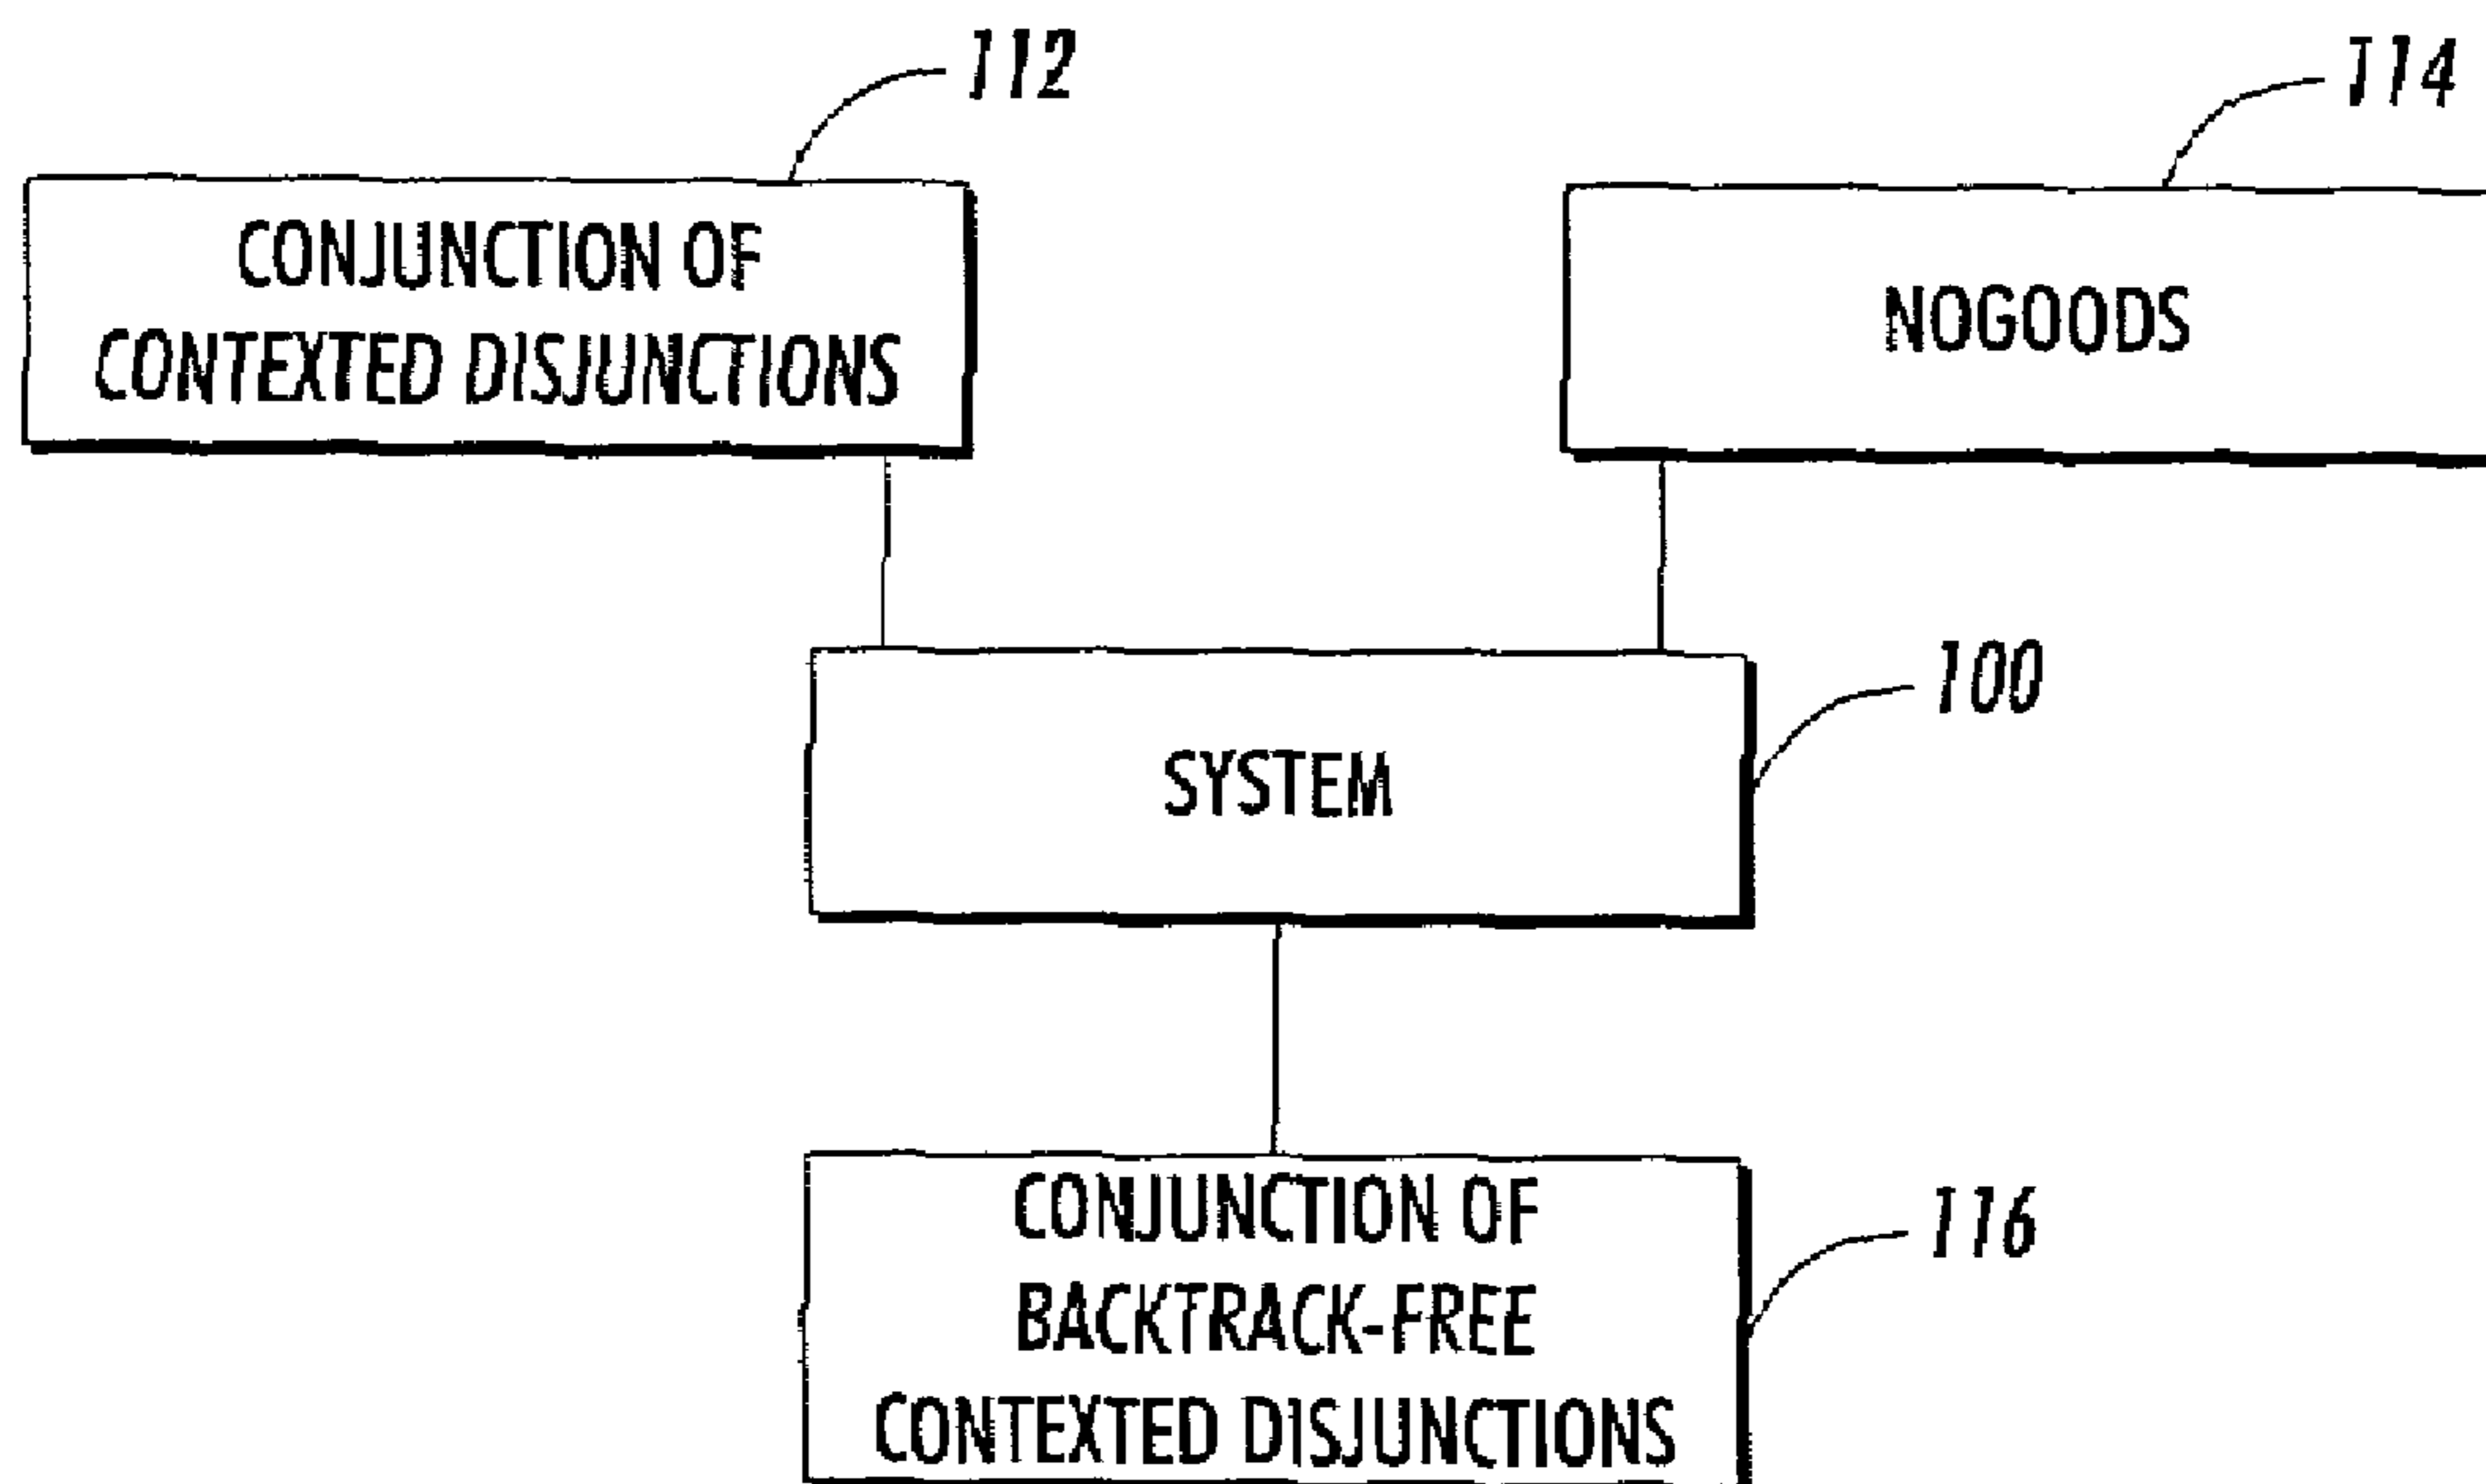 112
114
CONJUNCTION OF
CONTEXTED DISJUNCTIONS
NOGOODS
100
SYSTEM
116
CONJUNCTION OF
BACKTRACK-FREE
CONTEXTED DISJUNCTIONS